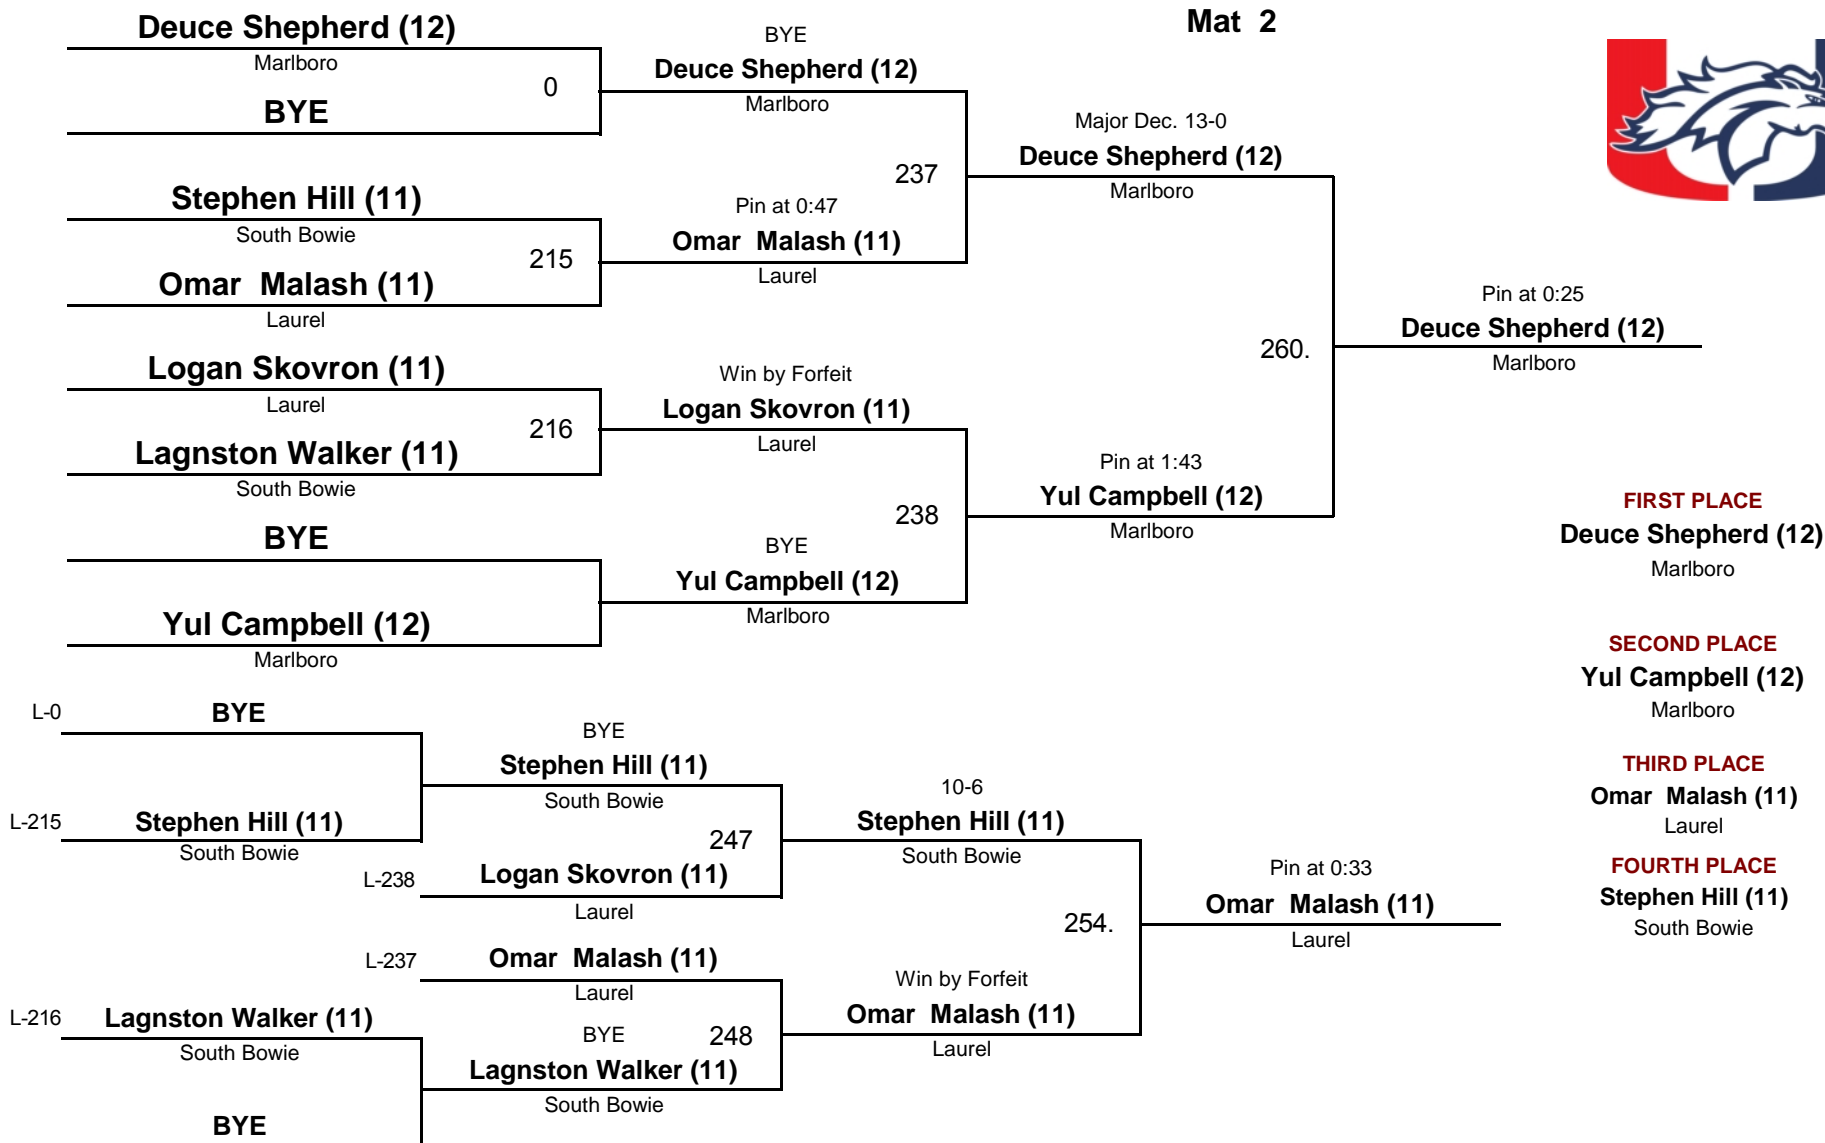 Mat  2
Deuce Shepherd (12)
Marlboro
0
BYE
BYE
Deuce Shepherd (12)
Marlboro
Stephen Hill (11)
South Bowie
215
Omar  Malash (11)
Laurel
Pin at 0:47
Omar  Malash (11)
Laurel
237
Major Dec. 13-0
Deuce Shepherd (12)
Marlboro
Logan Skovron (11)
Laurel
216
Lagnston Walker (11)
South Bowie
Win by Forfeit
Logan Skovron (11)
Laurel
BYE
Yul Campbell (12)
Marlboro
BYE
Yul Campbell (12)
Marlboro
238
Pin at 1:43
Yul Campbell (12)
Marlboro
260.
Pin at 0:25
Deuce Shepherd (12)
Marlboro
FIRST PLACE
Deuce Shepherd (12)
Marlboro
SECOND PLACE
Yul Campbell (12)
Marlboro
THIRD PLACE
Omar  Malash (11)
Laurel
FOURTH PLACE
Stephen Hill (11)
South Bowie
L-0
BYE
L-215
Stephen Hill (11)
South Bowie
BYE
Stephen Hill (11)
South Bowie
247
L-238
Logan Skovron (11)
Laurel
10-6
Stephen Hill (11)
South Bowie
L-237
Omar  Malash (11)
Laurel
L-216
Lagnston Walker (11)
South Bowie
BYE
BYE
248
Lagnston Walker (11)
South Bowie
Win by Forfeit
Omar  Malash (11)
Laurel
254.
Pin at 0:33
Omar  Malash (11)
Laurel